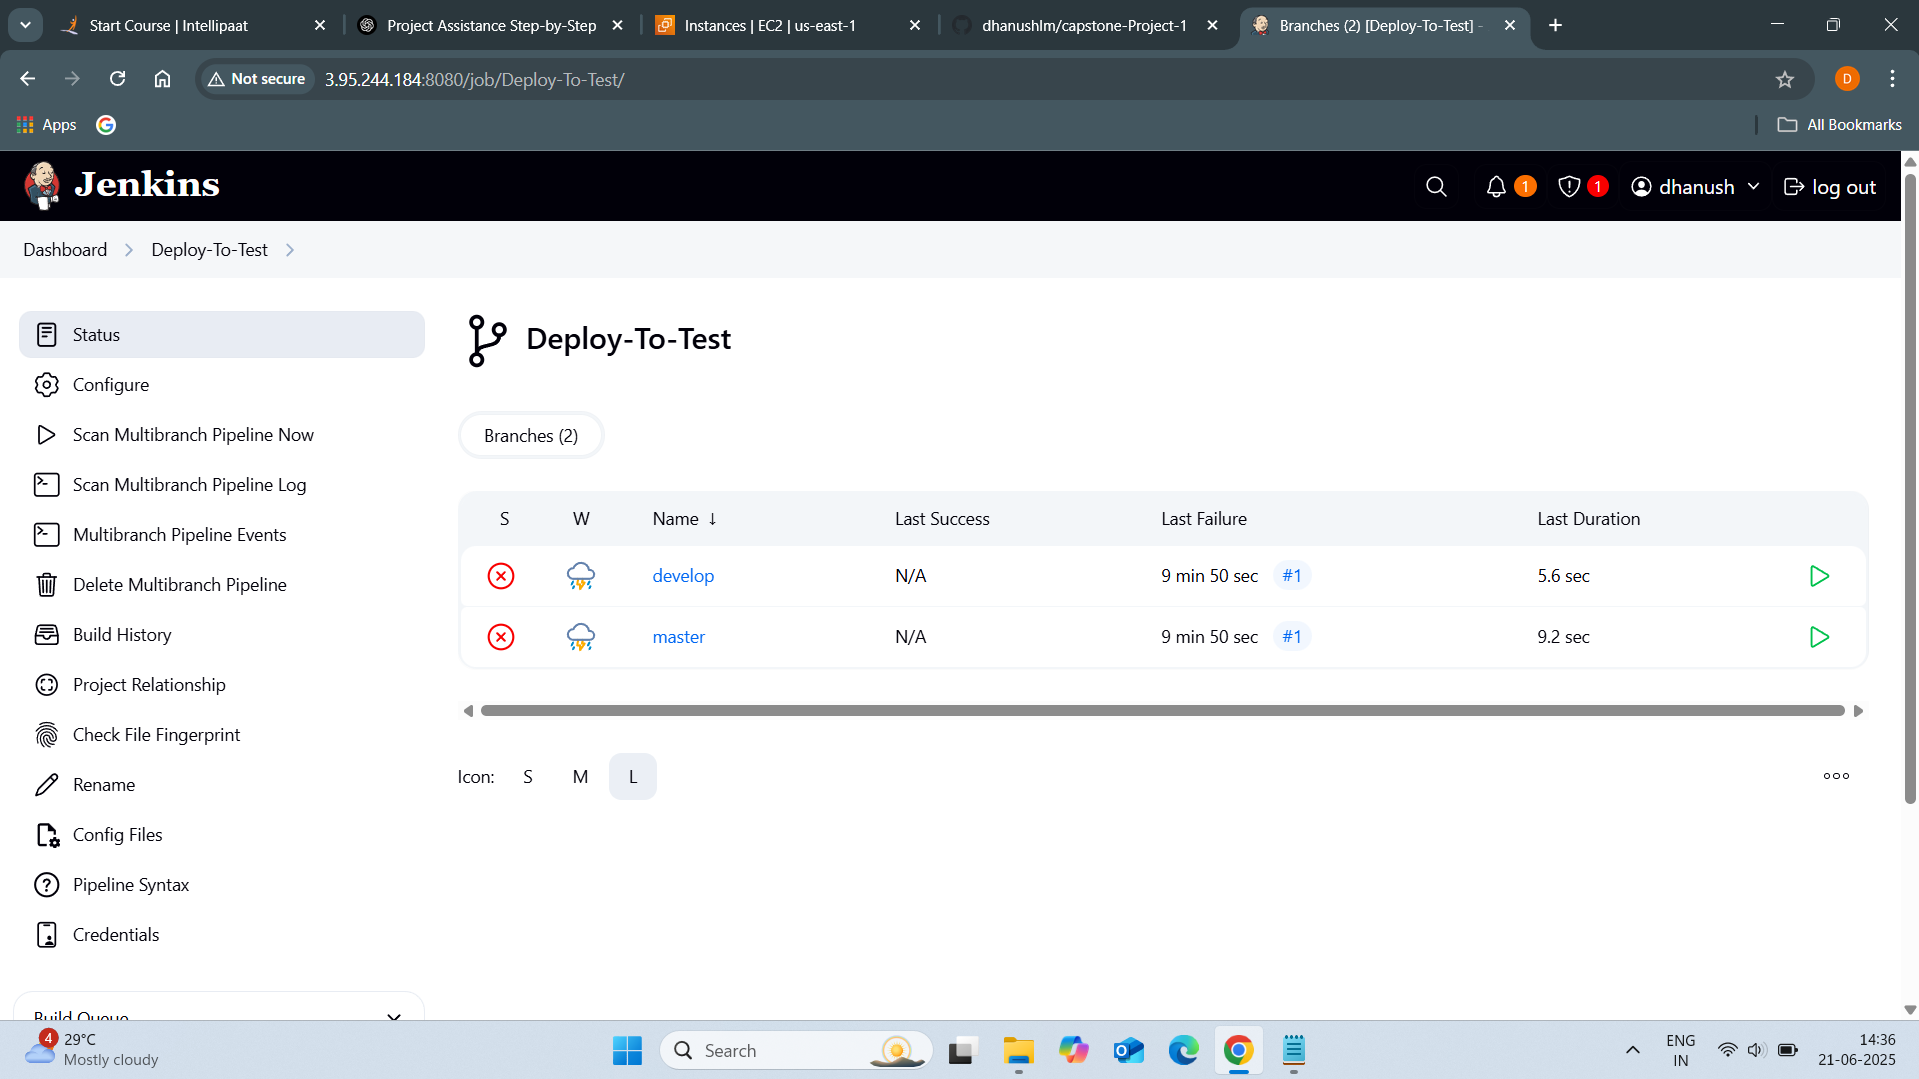 Start Course | Intellipaat
Project Assistance Step-by-Step
Instances | EC2 | us-east-1
dhanushlm/capstone-Project-1
Branches (2) [Deploy-To-Test] -
Not secure
3.95.244.184:8080/job/Deploy-To-Test/
D
Apps
All Bookmarks
Jenkins
1
1
dhanush
log out
Dashboard
Deploy-To-Test
Status
Configure
Scan Multibranch Pipeline Now
Scan Multibranch Pipeline Log
Multibranch Pipeline Events
Delete Multibranch Pipeline
Build History
Project Relationship
Check File Fingerprint
Rename
Config Files
Pipeline Syntax
Credentials
Build Queue
Deploy-To-Test
Branches (2)
S W Name ↓ Last Success Last Failure Last Duration
develop N/A 9 min 50 sec #1 5.6 sec
master N/A 9 min 50 sec #1 9.2 sec
Icon: S M L
4
29°C
Mostly cloudy
Search
ENG
IN
14:36
21-06-2025